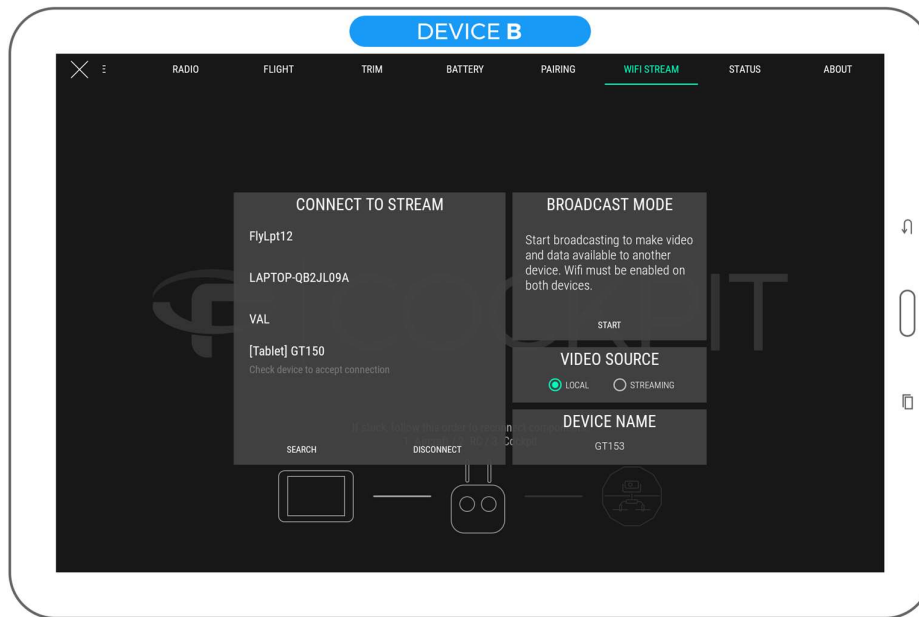 DEVICE B
RADIO
FLIGHT
TRIM
BATTERY
PAIRING
WIFI STREAM
STATUS
ABOUT
CONNECT TO STREAM
FlyLpt12
LAPTOP-QB2JL09A
VAL
[Tablet] GT150
Check device to accept connection
SEARCH
DISCONNECT
BROADCAST MODE
Start broadcasting to make video
and data available to another
device. Wifi must be enabled on
both devices.
START
VIDEO SOURCE
LOCAL
STREAMING
DEVICE NAME
GT153
COCKPIT